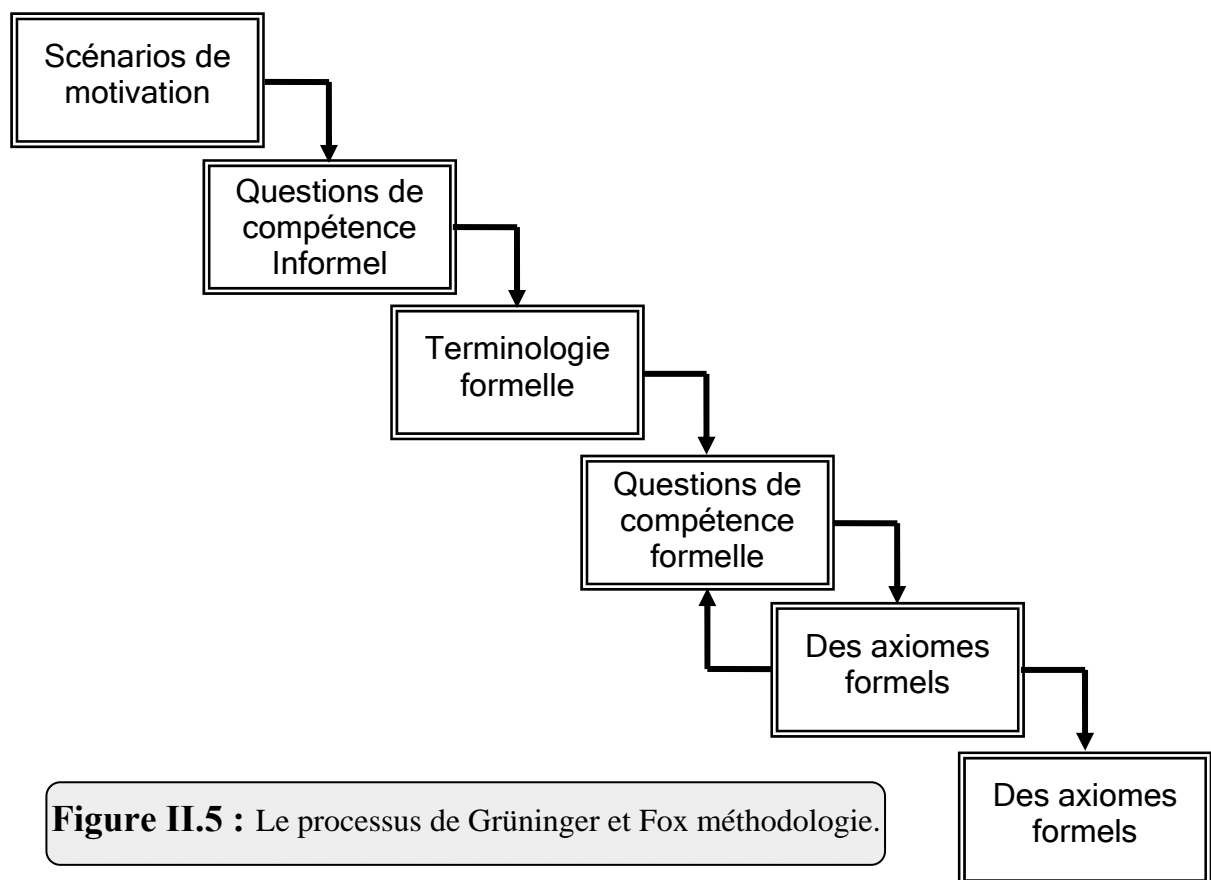 Scénarios de
motivation
Questions de
compétence
Informel
Terminologie
formelle
Questions de
compétence
formelle
Des axiomes
formels
Des axiomes
formels
Figure II.5 : Le processus de Grüninger et Fox méthodologie.